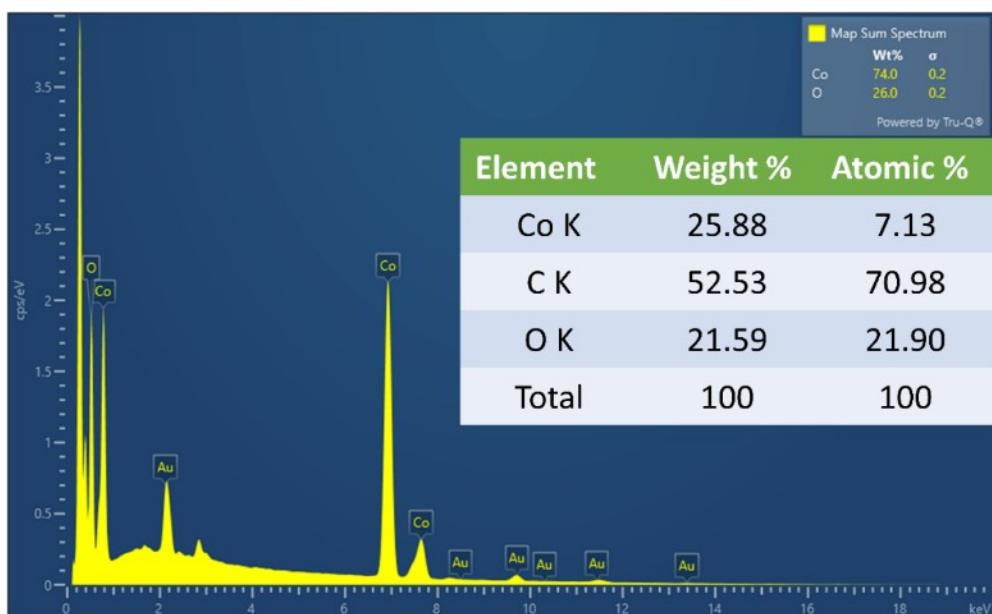 Map Sum Spectrum
Wt% σ
Co 74.0 0.2
O 26.0 0.2
Powered by Tru-Q®
Element Weight % Atomic %
Co K 25.88 7.13
C K 52.53 70.98
O K 21.59 21.90
Total 100 100
3.5
3
2.5
2
1.5
1
0.5
0
cps/eV
O
Co
Au
Co
Co
Au
Au
Au
Au
Au
0 2 4 6 8 10 12 14 16 18 keV